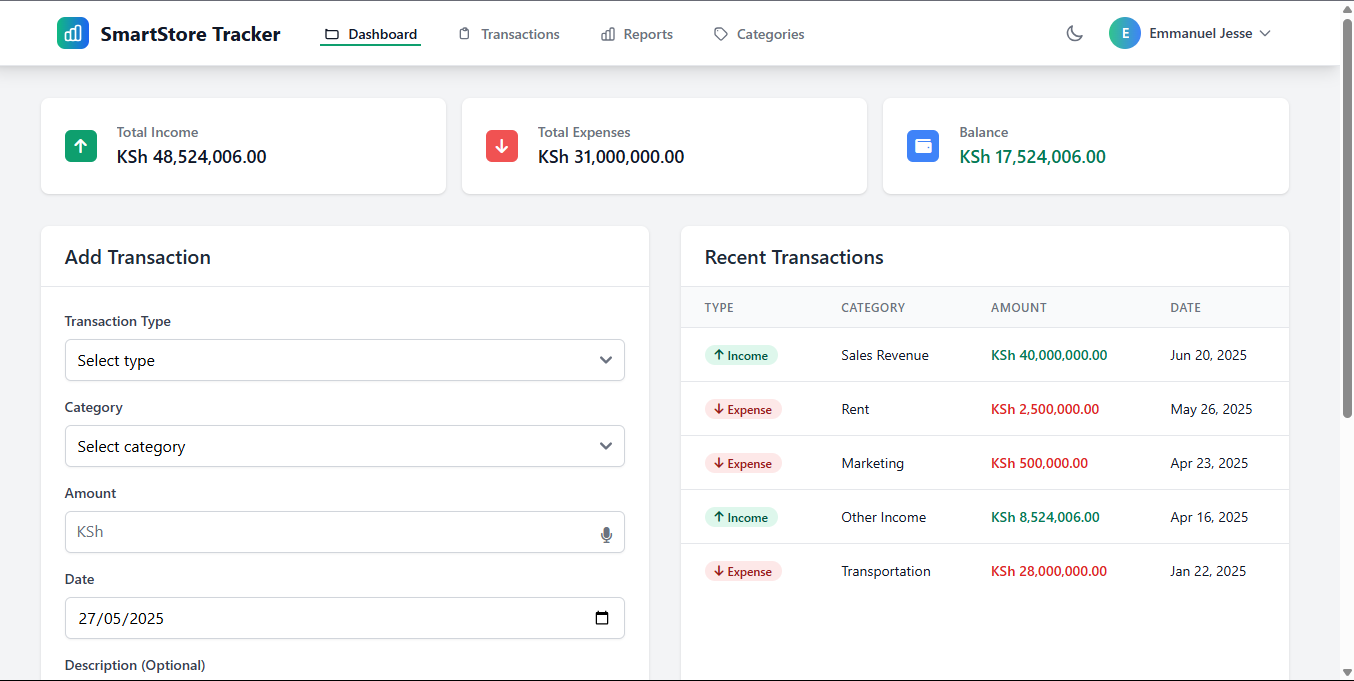 SmartStore Tracker Dashboard Transactions Reports Categories E Emmanuel Jesse
Total Income
KSh 48,524,006.00
Total Expenses
KSh 31,000,000.00
Balance
KSh 17,524,006.00
Add Transaction
Transaction Type
Select type
Category
Select category
Amount
KSh
Date
27/05/2025
Description (Optional)
Recent Transactions
TYPE CATEGORY AMOUNT DATE
Income Sales Revenue KSh 40,000,000.00 Jun 20, 2025
Expense Rent KSh 2,500,000.00 May 26, 2025
Expense Marketing KSh 500,000.00 Apr 23, 2025
Income Other Income KSh 8,524,006.00 Apr 16, 2025
Expense Transportation KSh 28,000,000.00 Jan 22, 2025